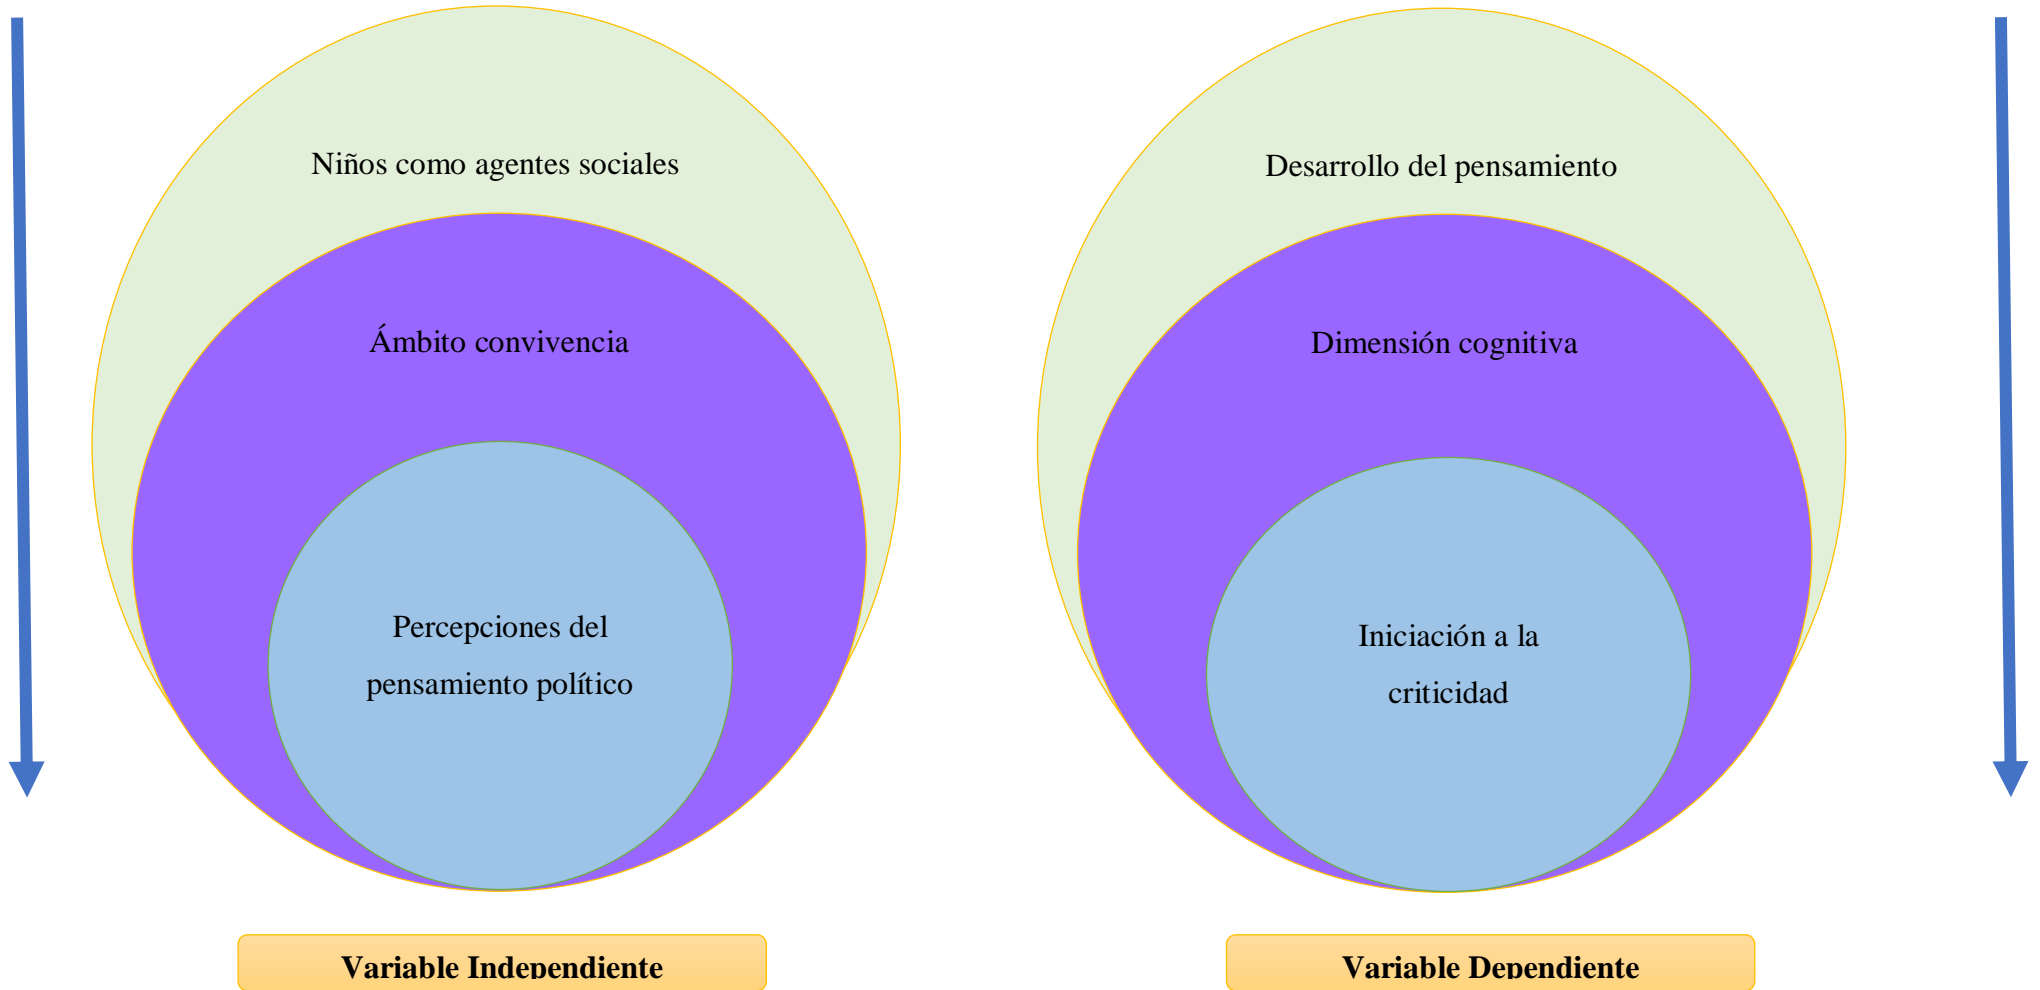 Niños como agentes sociales
Ámbito convivencia
Percepciones del
pensamiento político
Variable Independiente
Desarrollo del pensamiento
Dimensión cognitiva
Iniciación a la
criticidad
Variable Dependiente